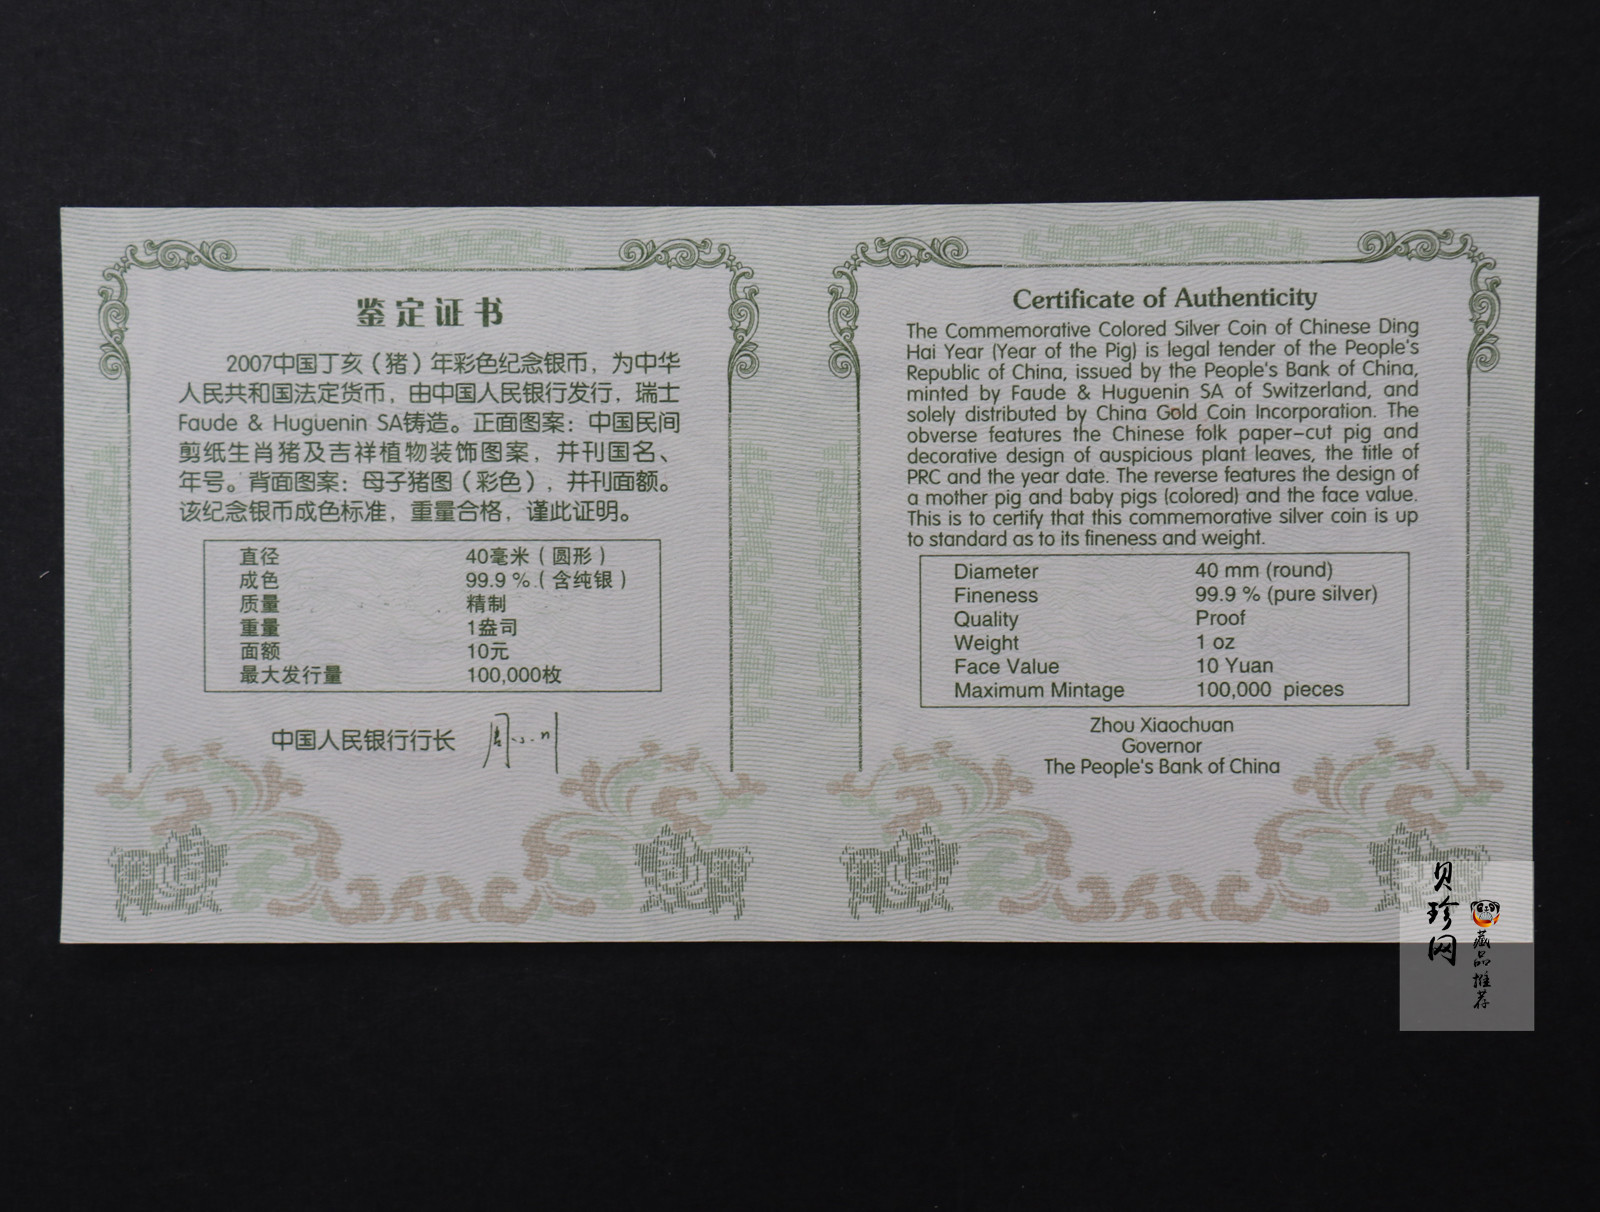 鉴定证书
2007中国丁亥（猪）年彩色纪念银币，为中华
人民共和国法定货币，由中国人民银行发行，瑞士
Faude & Huguenin SA铸造。正面图案：中国民间
剪纸生肖猪及吉祥植物装饰图案，并刊国名、
年号。背面图案：母子猪图（彩色），并刊面额。
该纪念银币成色标准，重量合格，谨此证明。
直径 40毫米（圆形）
成色 99.9 %（含纯银）
质量 精制
重量 1盎司
面额 10元
最大发行量 100,000枚
中国人民银行行长 周小川
Certificate of Authenticity
The Commemorative Colored Silver Coin of Chinese Ding
Hai Year (Year of the Pig) is legal tender of the People's
Republic of China, issued by the People's Bank of China,
minted by Faude & Huguenin SA of Switzerland, and
solely distributed by China Gold Coin Incorporation. The
obverse features the Chinese folk paper-cut pig and
decorative design of auspicious plant leaves, the title of
PRC and the year date. The reverse features the design of
a mother pig and baby pigs (colored) and the face value.
This is to certify that this commemorative silver coin is up
to standard as to its fineness and weight.
Diameter 40 mm (round)
Fineness 99.9 % (pure silver)
Quality Proof
Weight 1 oz
Face Value 10 Yuan
Maximum Mintage 100,000 pieces
Zhou Xiaochuan
Governor
The People's Bank of China
贝珍网
藏品推荐